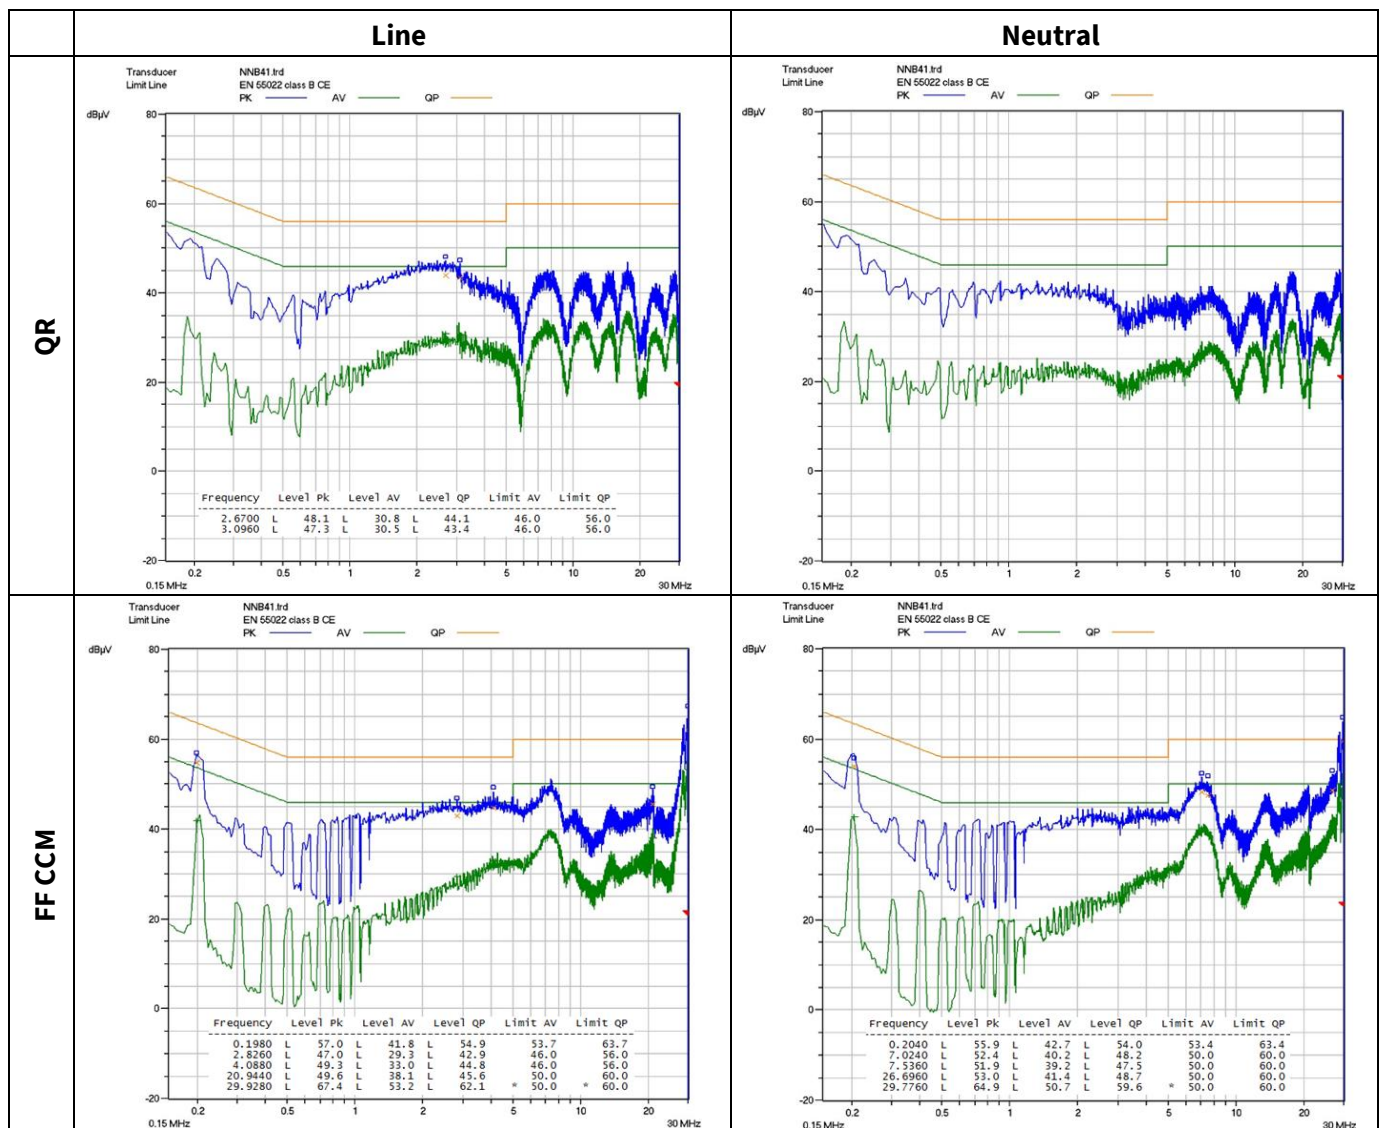 Line Neutral
QR
Transducer NNB41.trd
Limit Line EN 55022 class B CE
PK AV QP
dBµV
80
60
40
20
0
-20
Frequency Level Pk Level AV Level QP Limit AV Limit QP
2.6700 L 48.1 L 30.8 L 44.1 46.0 56.0
3.0960 L 47.3 L 30.5 L 43.4 46.0 56.0
0.2 0.5 1 2 5 10 20
0.15 MHz 30 MHz
Transducer NNB41.trd
Limit Line EN 55022 class B CE
PK AV QP
dBµV
80
60
40
20
0
-20
0.2 0.5 1 2 5 10 20
0.15 MHz 30 MHz
FF CCM
Transducer NNB41.trd
Limit Line EN 55022 class B CE
PK AV QP
dBµV
80
60
40
20
0
-20
Frequency Level Pk Level AV Level QP Limit AV Limit QP
0.1980 L 57.0 L 41.8 L 54.9 53.7 63.7
2.8260 L 47.0 L 29.3 L 42.9 46.0 56.0
4.0880 L 49.3 L 33.0 L 44.8 46.0 56.0
20.9440 L 49.6 L 38.1 L 45.6 50.0 60.0
29.9280 L 67.4 L 53.2 L 62.1 * 50.0 * 60.0
0.2 0.5 1 2 5 10 20
0.15 MHz 30 MHz
Transducer NNB41.trd
Limit Line EN 55022 class B CE
PK AV QP
dBµV
80
60
40
20
0
-20
Frequency Level Pk Level AV Level QP Limit AV Limit QP
0.2040 L 55.9 L 42.7 L 54.0 53.4 63.4
7.0240 L 52.4 L 40.2 L 48.2 50.0 60.0
7.5360 L 51.9 L 39.2 L 47.5 50.0 60.0
26.6960 L 53.0 L 41.4 L 48.7 50.0 60.0
29.7760 L 64.9 L 50.7 L 59.6 * 50.0 60.0
0.2 0.5 1 2 5 10 20
0.15 MHz 30 MHz